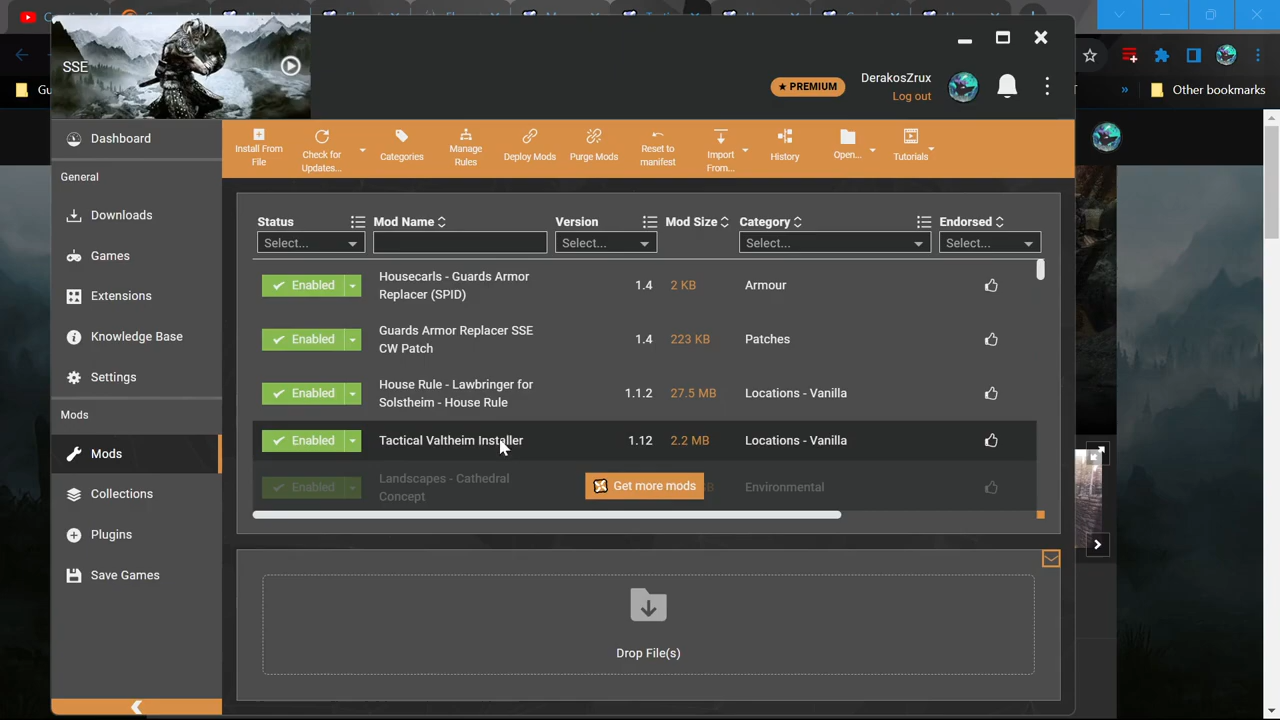 SSE
★ PREMIUM
DerakosZrux
Log out
Other bookmarks
Dashboard
General
Downloads
Games
Extensions
Knowledge Base
Settings
Mods
Mods
Collections
Plugins
Save Games
Install From
File
Check for
Updates...
Categories
Manage
Rules
Deploy Mods
Purge Mods
Reset to
manifest
Import
From...
History
Open...
Tutorials
Status
Mod Name
Version
Mod Size
Category
Endorsed
Select...
Select...
Select...
Select...
Enabled
Housecarls - Guards Armor
Replacer (SPID)
1.4
2 KB
Armour
Enabled
Guards Armor Replacer SSE
CW Patch
1.4
223 KB
Patches
Enabled
House Rule - Lawbringer for
Solstheim - House Rule
1.1.2
27.5 MB
Locations - Vanilla
Enabled
Tactical Valtheim Installer
1.12
2.2 MB
Locations - Vanilla
Enabled
Landscapes - Cathedral
Concept
Get more mods
Environmental
Drop File(s)